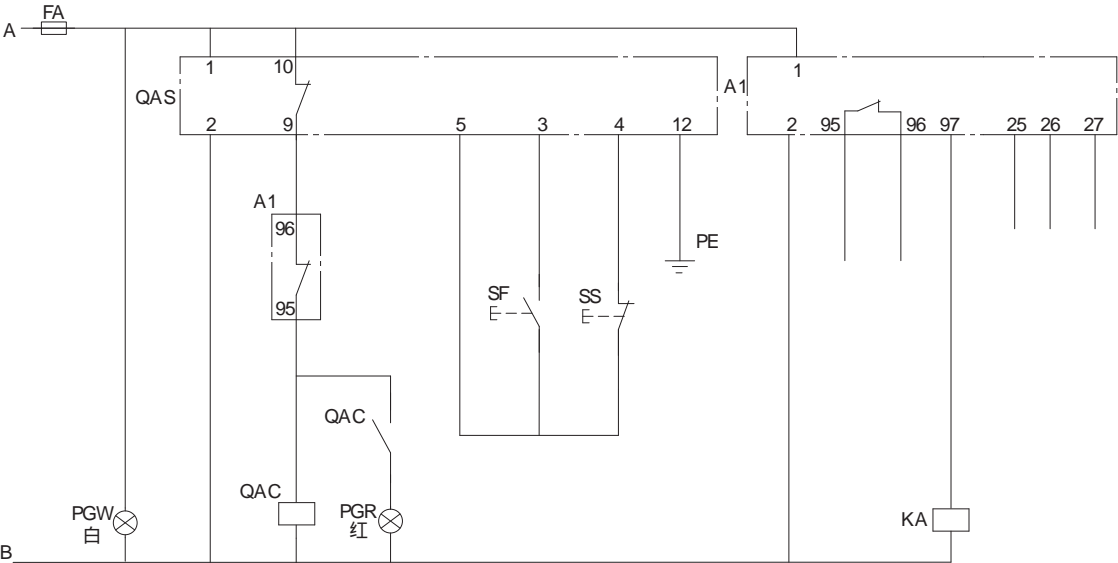 FA
A
1 10
1
QAS
A1
2 9 5 3 4 12
2 95 96 97 25 26 27
A1
96
PE
SF SS
95
QAC
QAC
PGW
白
PGR
红
KA
B